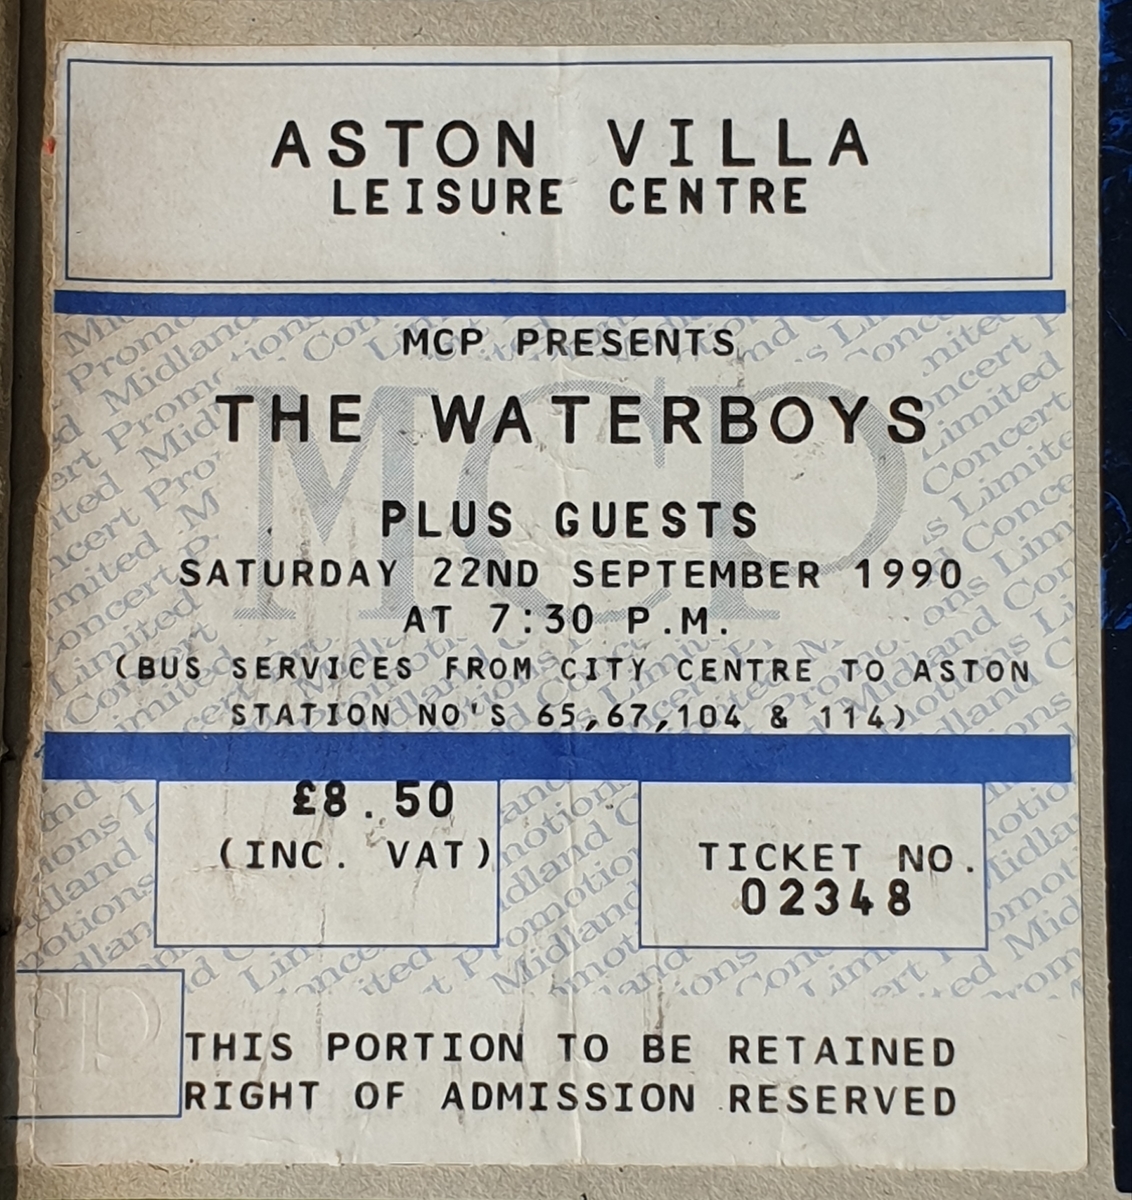 ASTON VILLA
LEISURE CENTRE
MCP PRESENTS
MCP
THE WATERBOYS
PLUS GUESTS
SATURDAY 22ND SEPTEMBER 1990
AT 7:30 P.M.
(BUS SERVICES FROM CITY CENTRE TO ASTON
STATION NO'S 65,67,104 & 114)
£8.50
(INC. VAT)
TICKET NO.
02348
THIS PORTION TO BE RETAINED
RIGHT OF ADMISSION RESERVED